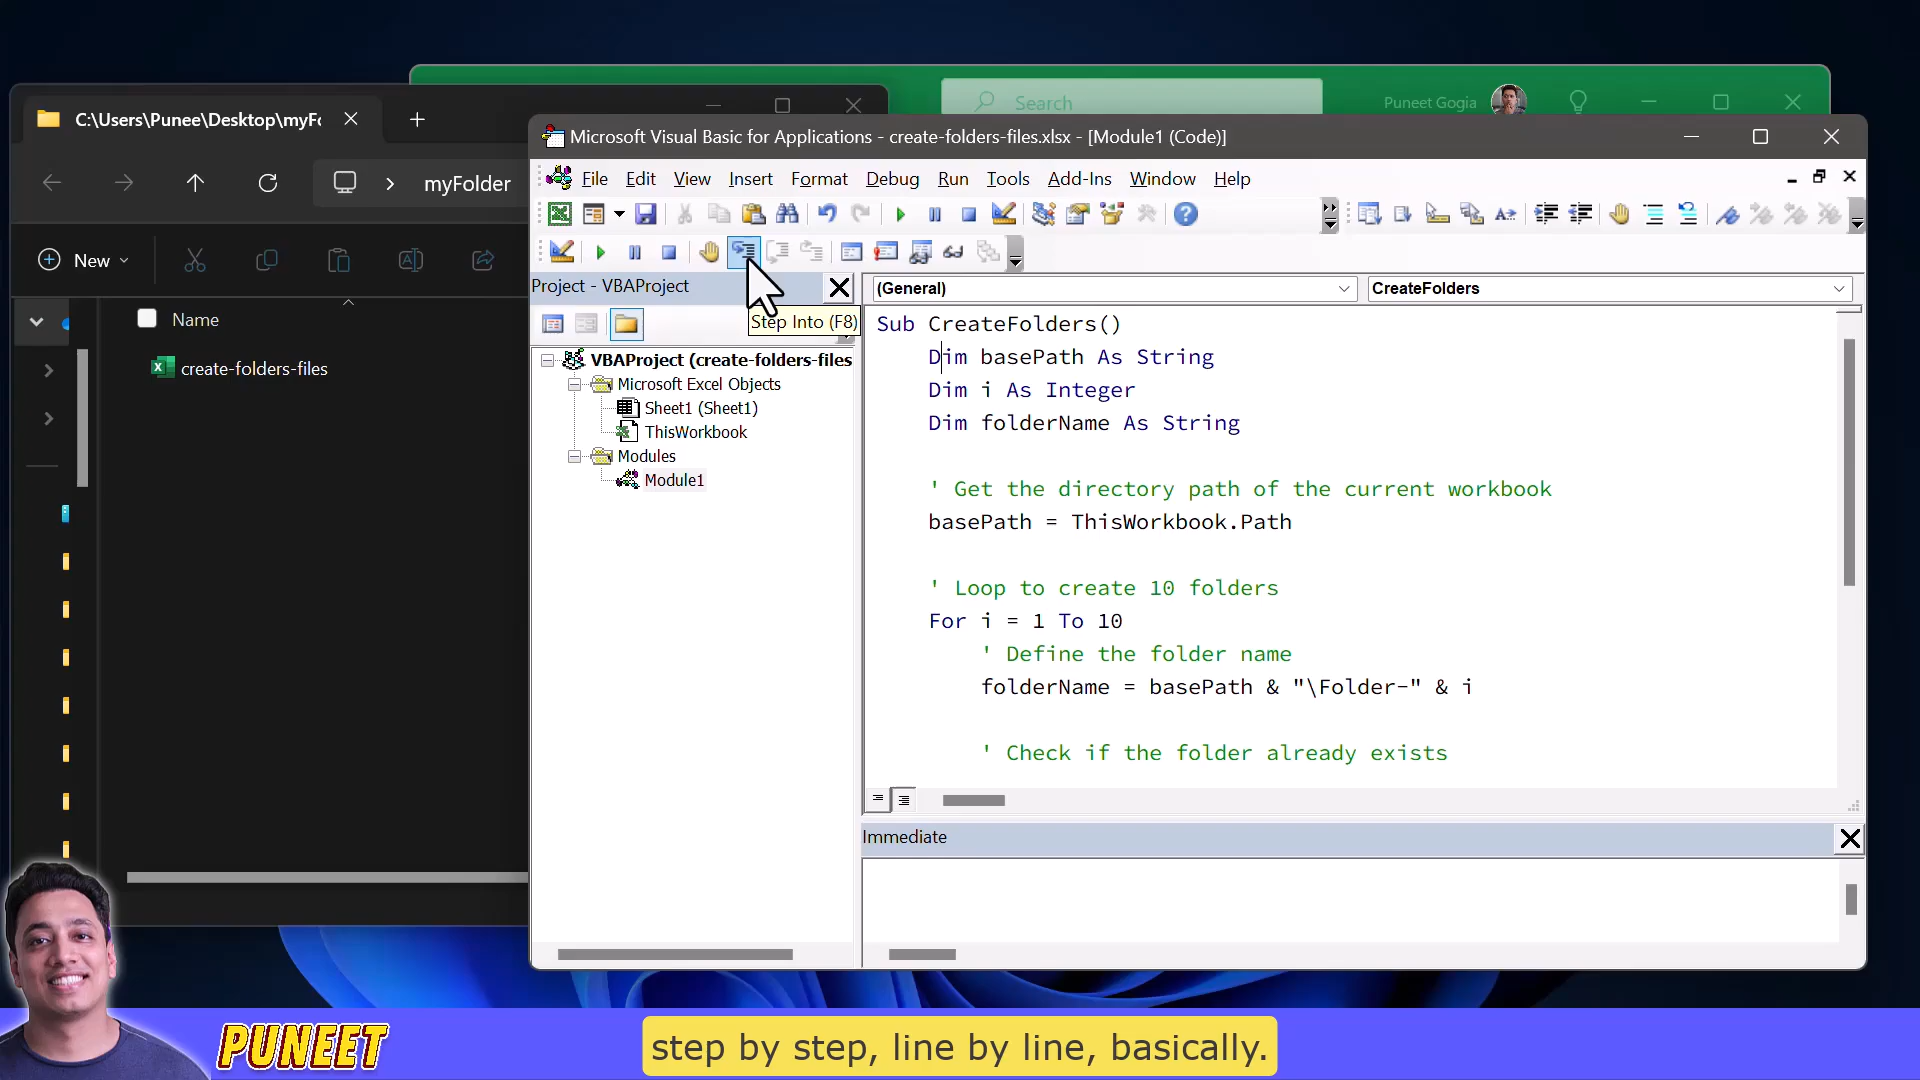 C:\Users\Punee\Desktop\myFo
myFolder
New
Name
create-folders-files
Search
Puneet Gogia
Microsoft Visual Basic for Applications - create-folders-files.xlsx - [Module1 (Code)]
File Edit View Insert Format Debug Run Tools Add-Ins Window Help
Project - VBAProject
Step Into (F8)
VBAProject (create-folders-files
Microsoft Excel Objects
Sheet1 (Sheet1)
ThisWorkbook
Modules
Module1
(General)
CreateFolders
Sub CreateFolders()
Dim basePath As String
Dim i As Integer
Dim folderName As String
' Get the directory path of the current workbook
basePath = ThisWorkbook.Path
' Loop to create 10 folders
For i = 1 To 10
' Define the folder name
folderName = basePath & "\Folder-" & i
' Check if the folder already exists
Immediate
PUNEET
step by step, line by line, basically.